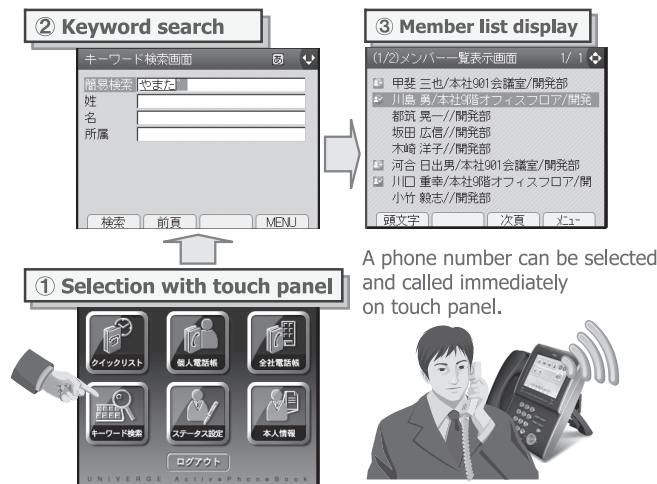 ② Keyword search
キーワード検索画面 あ
簡易検索 やまた
姓
名
所属
検索 前頁 MENU
③ Member list display
(1/2)メンバー一覧表示画面 1/ 1
甲斐 三也/本社901会議室/開発部
川島 勇/本社9階オフィスフロア/開発
都筑 晃一//開発部
坂田 広信//開発部
木崎 洋子//開発部
河合 日出男/本社901会議室/開発部
川口 重幸/本社9階オフィスフロア/開
小竹 毅志//開発部
頭文字 次頁 メニュー
① Selection with touch panel
クイックリスト 個人電話帳 全社電話帳
キーワード検索 ステータス設定 本人情報
ログアウト
UNIVERGE ActivePhoneBook
A phone number can be selected
and called immediately
on touch panel.